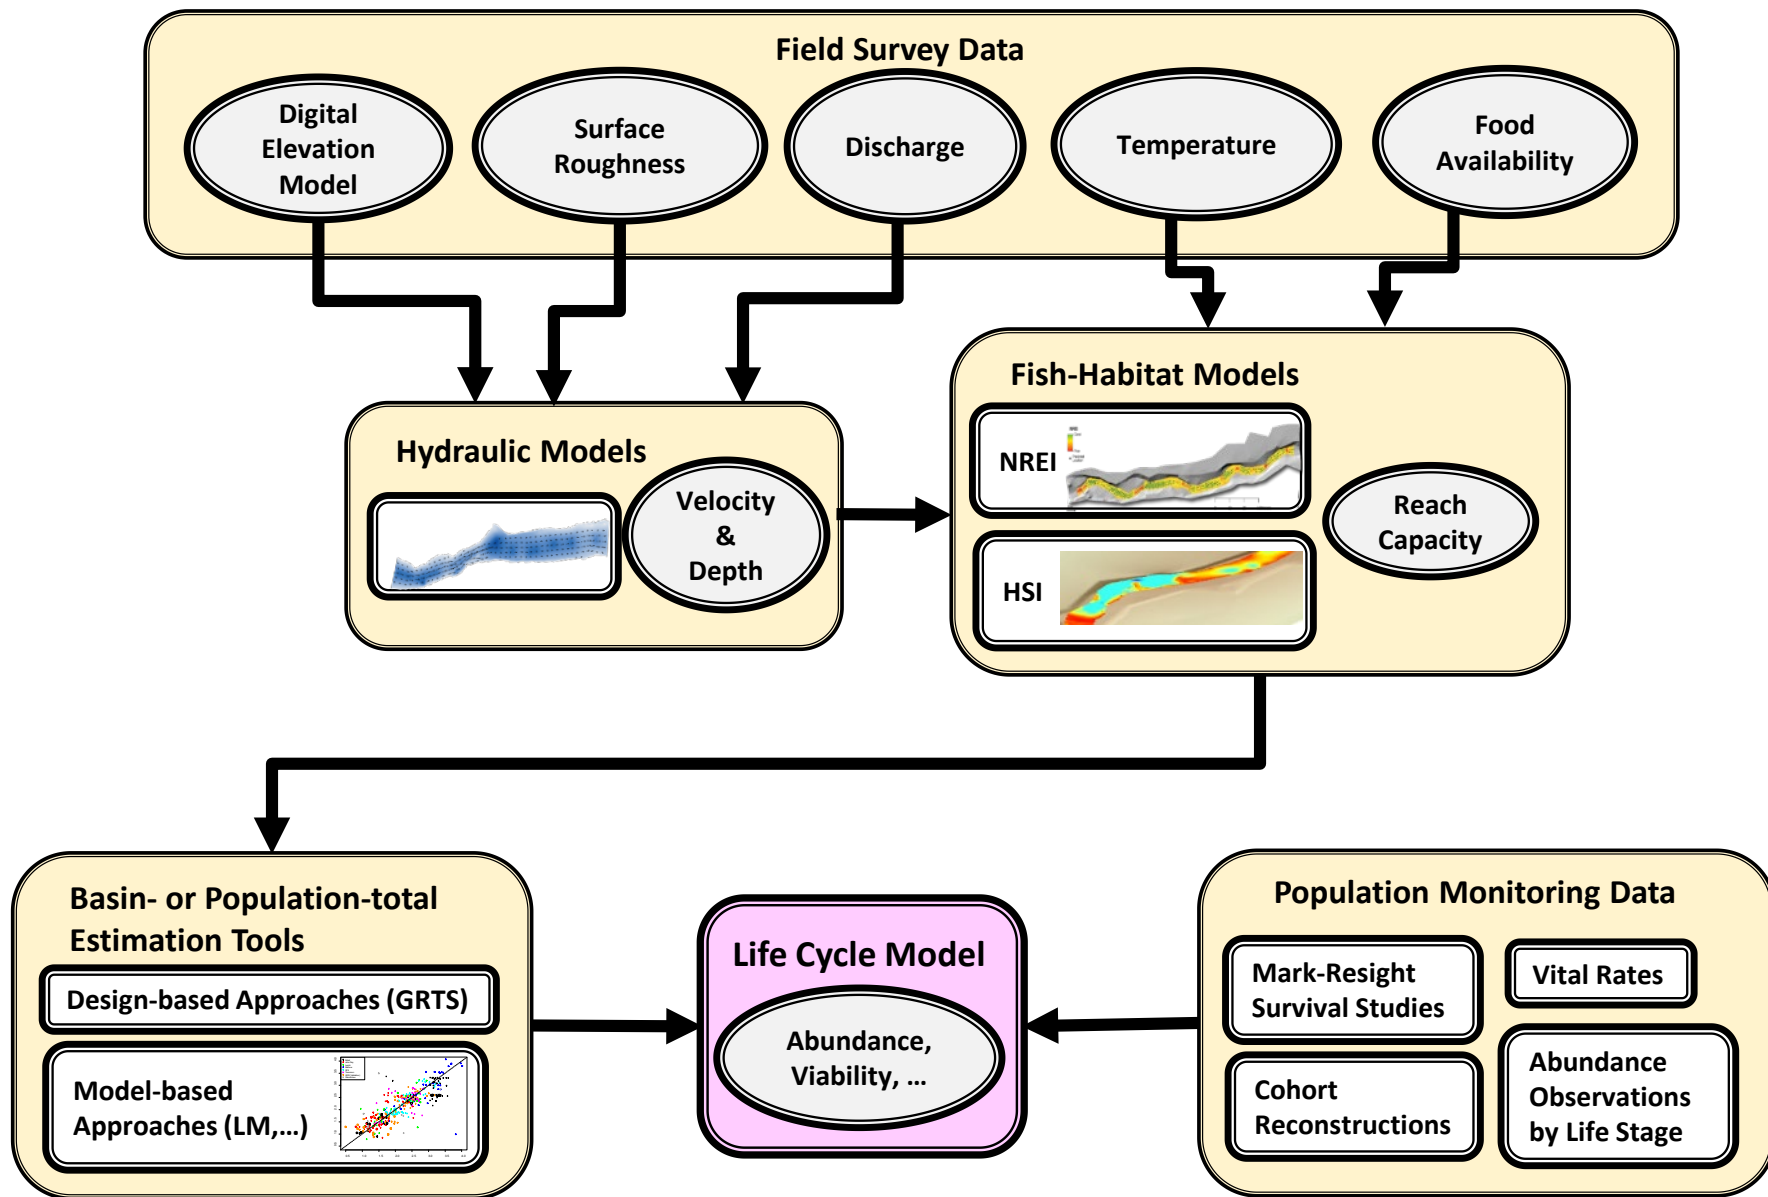 Field Survey Data
Digital
Elevation
Model
Surface
Roughness
Discharge
Temperature
Food
Availability
Hydraulic Models
Velocity
&
Depth
Fish-Habitat Models
NREI
HSI
Reach
Capacity
Basin- or Population-total
Estimation Tools
Design-based Approaches (GRTS)
Model-based
Approaches (LM,...)
Life Cycle Model
Abundance,
Viability, ...
Population Monitoring Data
Mark-Resight
Survival Studies
Vital Rates
Cohort
Reconstructions
Abundance
Observations
by Life Stage